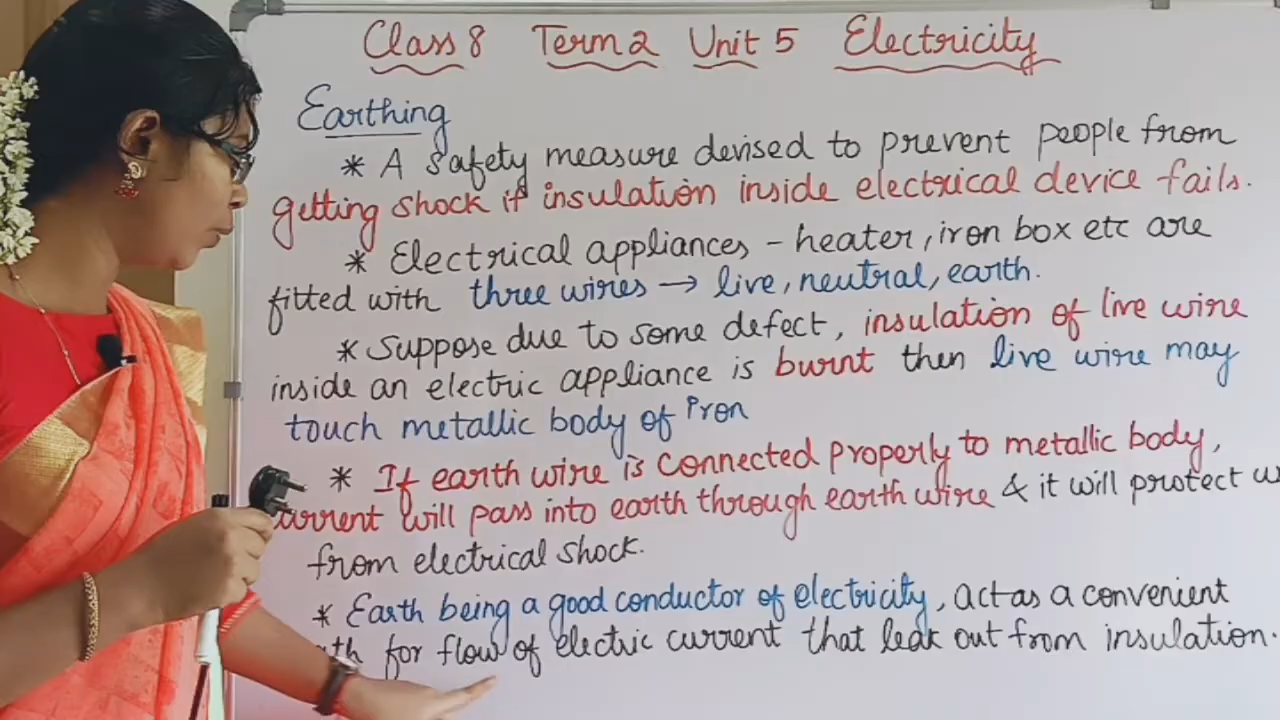 Class 8 Term 2 Unit 5 Electricity
Earthing
* A safety measure devised to prevent people from
getting shock if insulation inside electrical device fails.
* Electrical appliances - heater, iron box etc are
fitted with three wires → live, neutral, earth.
* Suppose due to some defect, insulation of live wire
inside an electric appliance is burnt then live wire may
touch metallic body of iron
* If earth wire is connected properly to metallic body,
current will pass into earth through earth wire & it will protect
from electrical shock.
* Earth being a good conductor of electricity, act as a convenient
for flow of electric current that leak out from insulation.